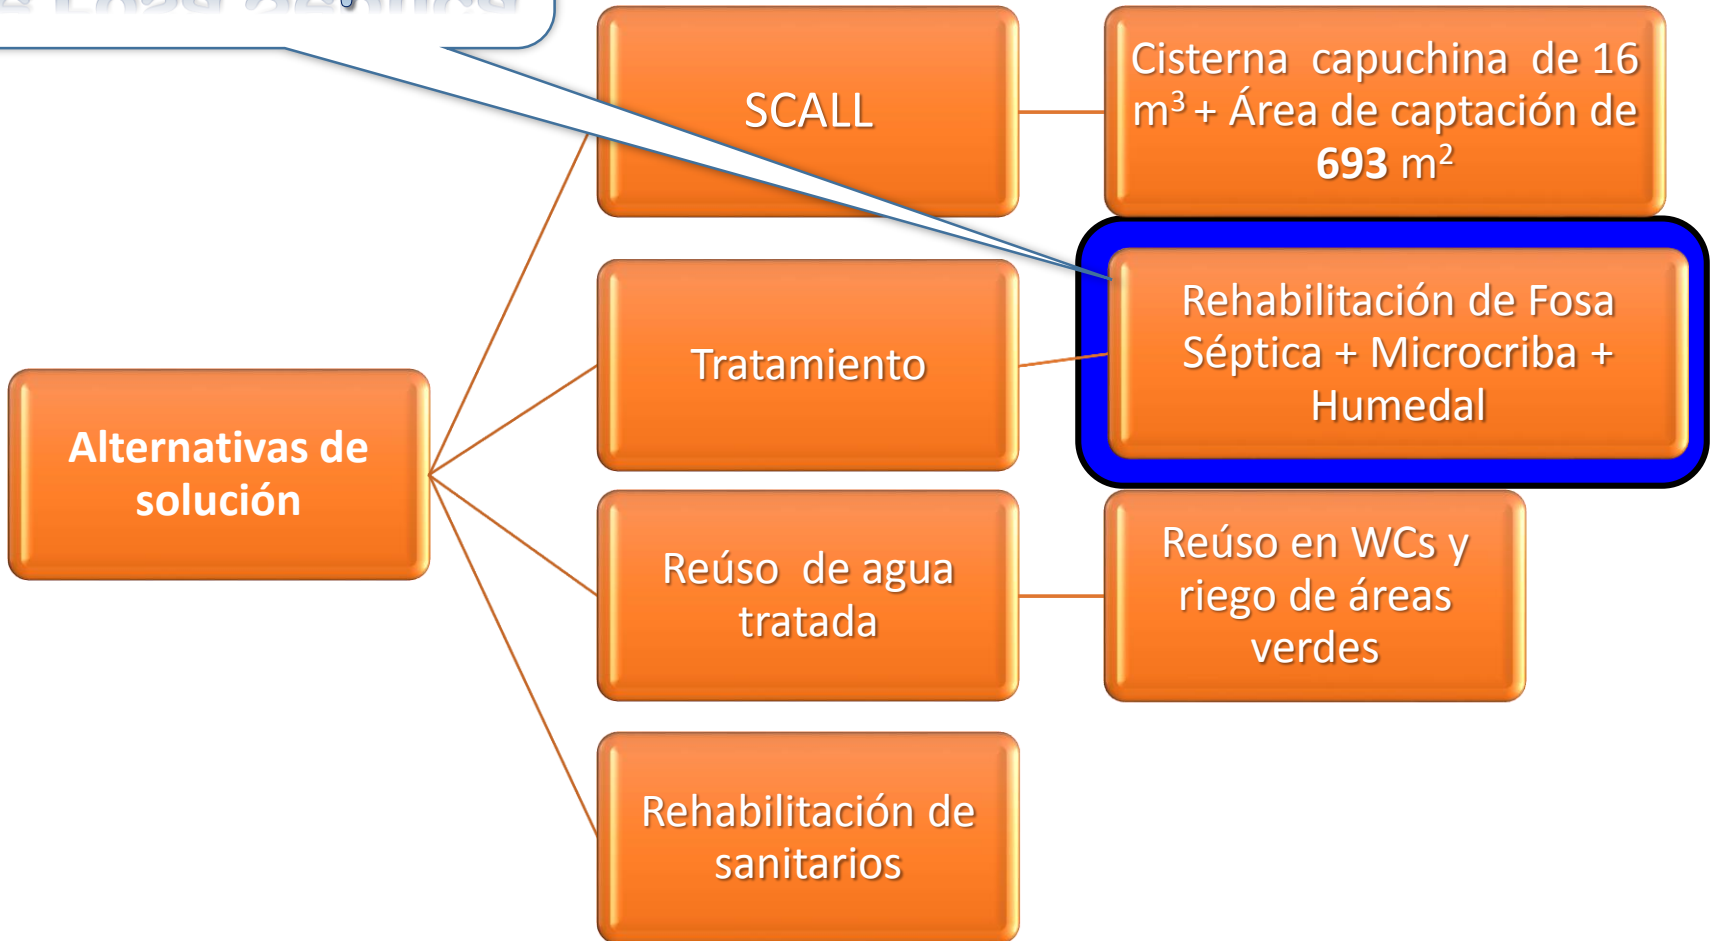 SCALL
Cisterna capuchina de 16
m³ + Área de captación de
693 m²
Tratamiento
Rehabilitación de Fosa
Séptica + Microcriba +
Humedal
Alternativas de
solución
Reúso de agua
tratada
Reúso en WCs y
riego de áreas
verdes
Rehabilitación de
sanitarios